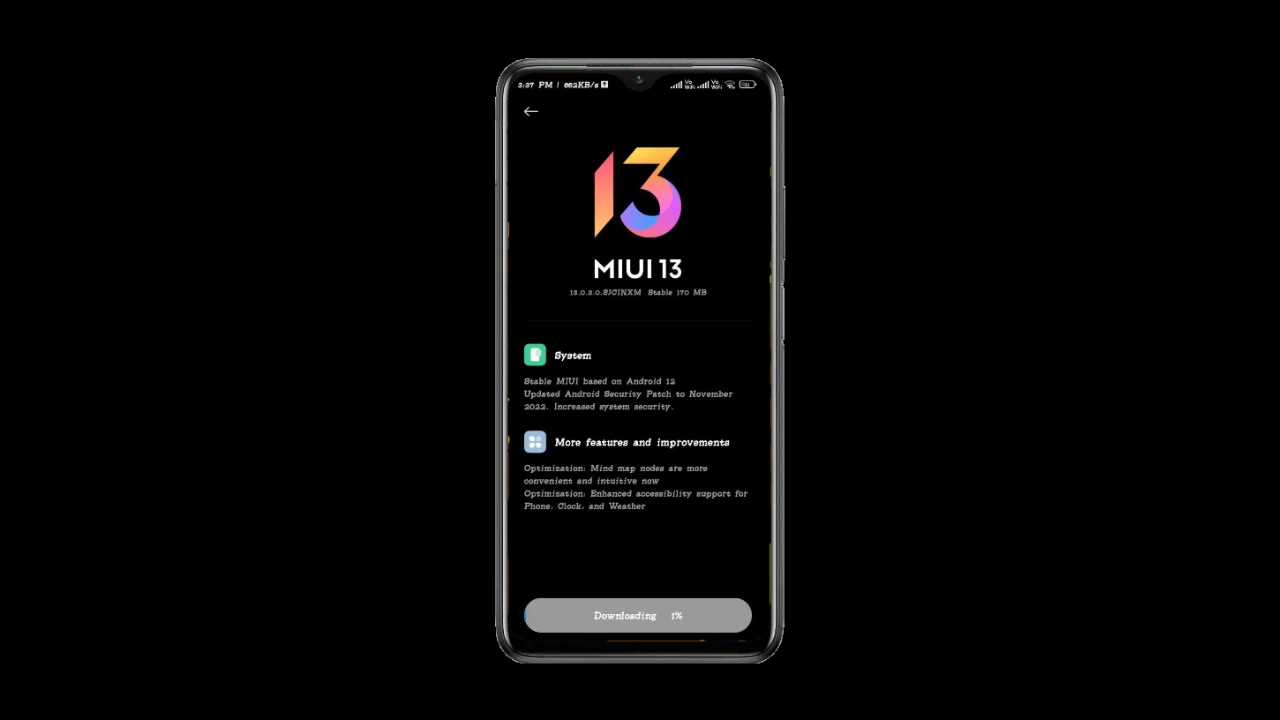 3:37 PM | 662KB/s
13
MIUI 13
13.0.3.0.SJCINXM Stable 170 MB
System
Stable MIUI based on Android 12
Updated Android Security Patch to November
2022. Increased system security.
More features and improvements
Optimization: Mind map nodes are more
convenient and intuitive now
Optimization: Enhanced accessibility support for
Phone, Clock, and Weather
Downloading 1%